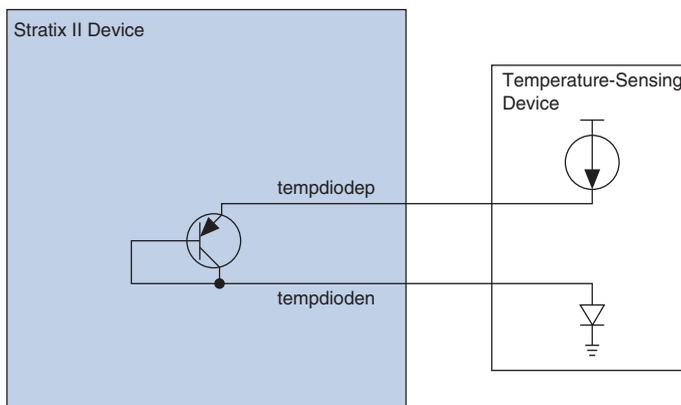 Stratix II Device
Temperature-Sensing
Device
tempdiodep
tempdioden